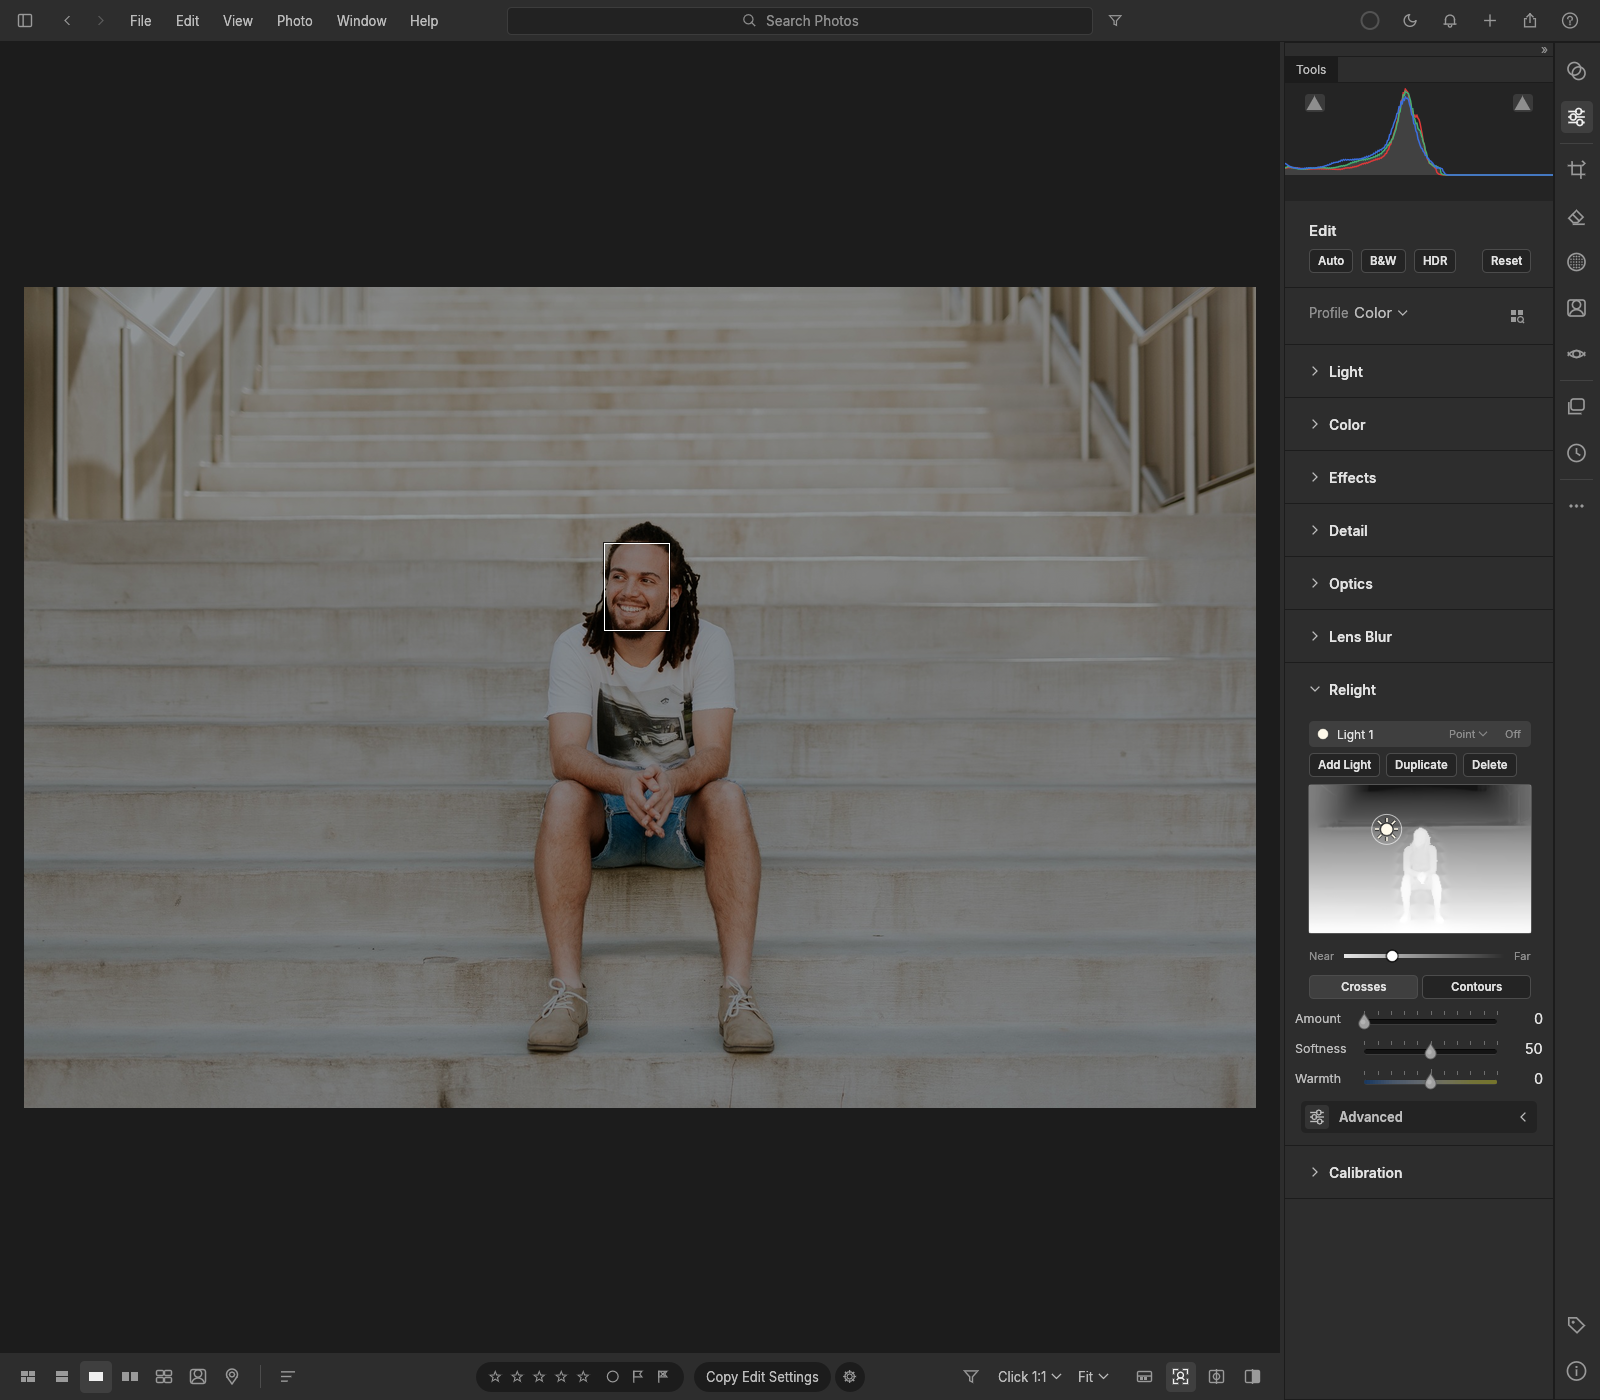 File Edit View Photo Window Help Search Photos
Tools
Edit
Auto B&W HDR Reset
Profile Color
Light
Color
Effects
Detail
Optics
Lens Blur
Relight
Light 1 Point Off
Add Light Duplicate Delete
Near Far
Crosses Contours
Amount 0
Softness 50
Warmth 0
Advanced
Calibration
Copy Edit Settings Click 1:1 Fit